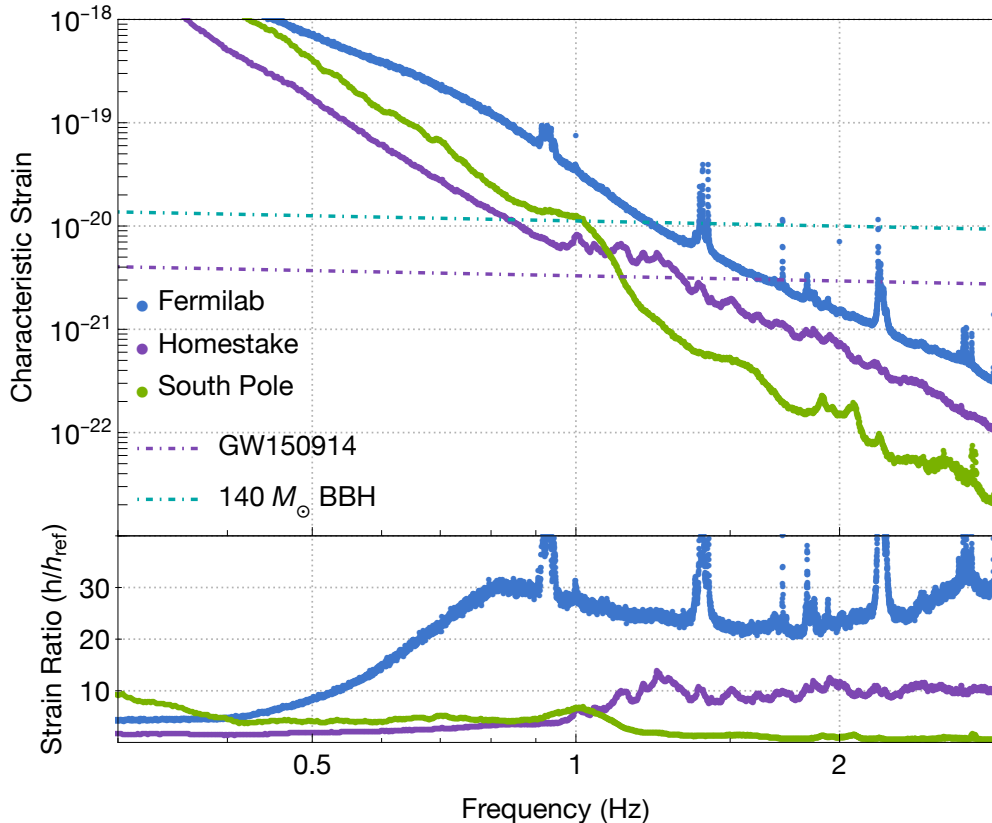 10⁻¹⁸
10⁻¹⁹
10⁻²⁰
10⁻²¹
10⁻²²
Characteristic Strain
Fermilab
Homestake
South Pole
GW150914
140 M☉ BBH
30
20
10
Strain Ratio (h/h_ref)
0.5 1 2
Frequency (Hz)